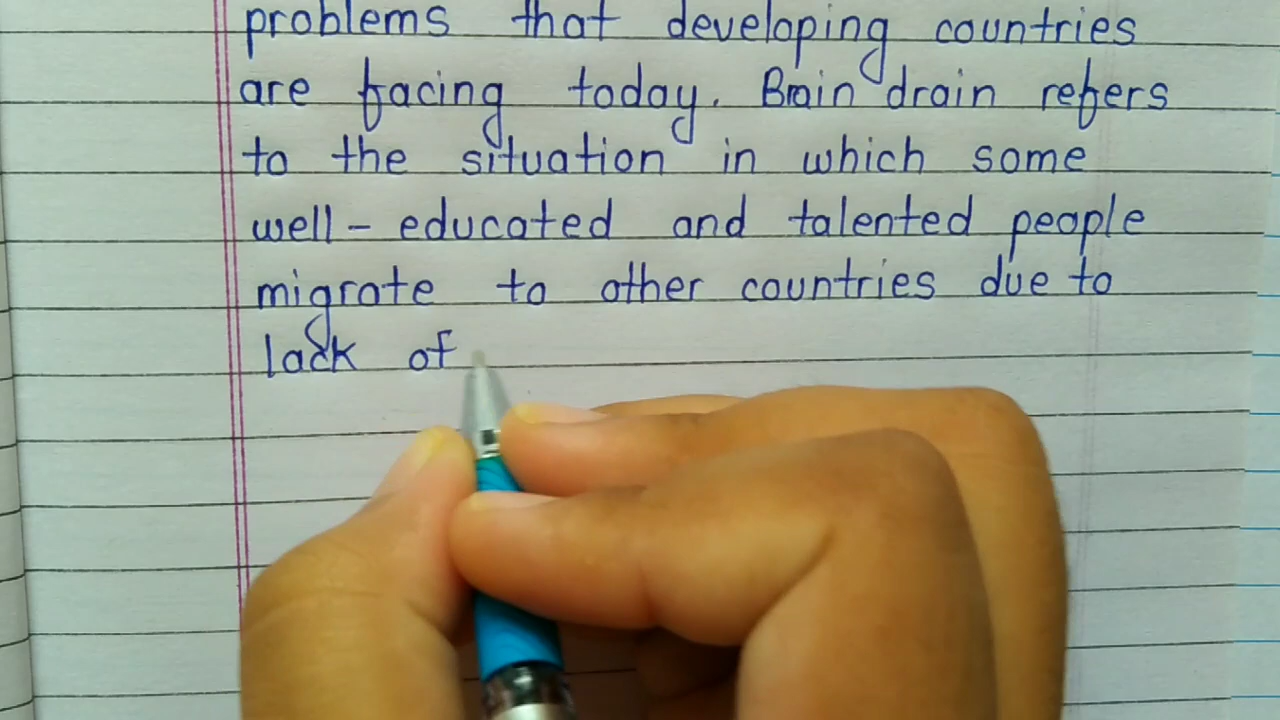 problems that developing countries
are facing today. Brain drain refers
to the situation in which some
well-educated and talented people
migrate to other countries due to
lack of